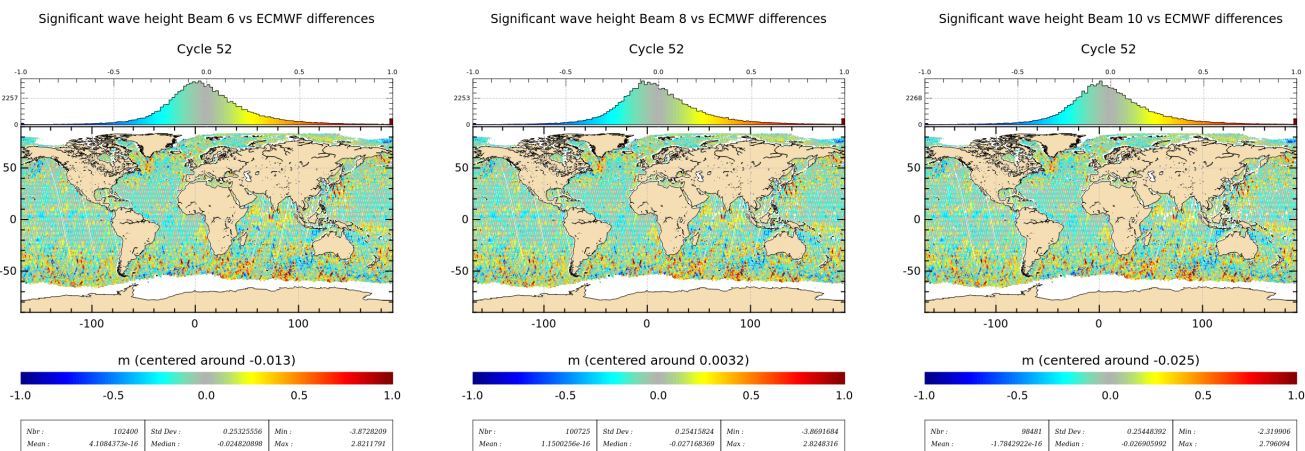 Significant wave height Beam 6 vs ECMWF differences
Cycle 52
-1.0 -0.5 0.0 0.5 1.0
2257
0
50
0
-50
-100 0 100
m (centered around -0.013)
-1.0 -0.5 0.0 0.5 1.0
Nbr : 102400 Std Dev : 0.25325556 Min : -3.8728209
Mean : 4.1084373e-16 Median : -0.024820898 Max : 2.8211791
Significant wave height Beam 8 vs ECMWF differences
Cycle 52
-1.0 -0.5 0.0 0.5 1.0
2253
0
50
0
-50
-100 0 100
m (centered around 0.0032)
-1.0 -0.5 0.0 0.5 1.0
Nbr : 100725 Std Dev : 0.25415824 Min : -3.8691684
Mean : 1.1500256e-16 Median : -0.027168369 Max : 2.8248316
Significant wave height Beam 10 vs ECMWF differences
Cycle 52
-1.0 -0.5 0.0 0.5 1.0
2268
0
50
0
-50
-100 0 100
m (centered around -0.025)
-1.0 -0.5 0.0 0.5 1.0
Nbr : 98481 Std Dev : 0.25448392 Min : -2.319906
Mean : -1.7842922e-16 Median : -0.026905992 Max : 2.796094